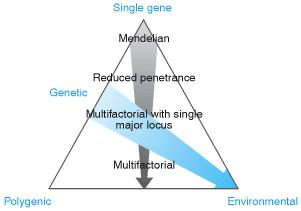 Single gene
Mendelian
Reduced penetrance
Genetic
Multifactorial with single
major locus
Multifactorial
Polygenic
Environmental